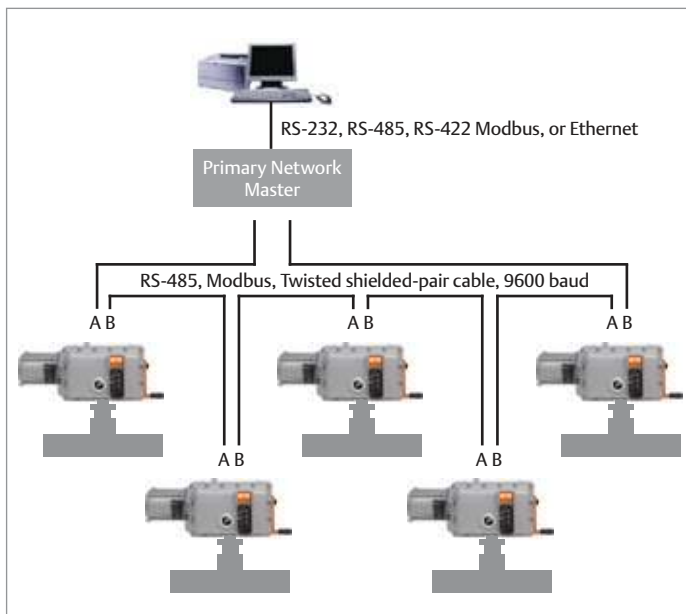 RS-232, RS-485, RS-422 Modbus, or Ethernet
Primary Network
Master
RS-485, Modbus, Twisted shielded-pair cable, 9600 baud
A B
A B
A B
A B
A B